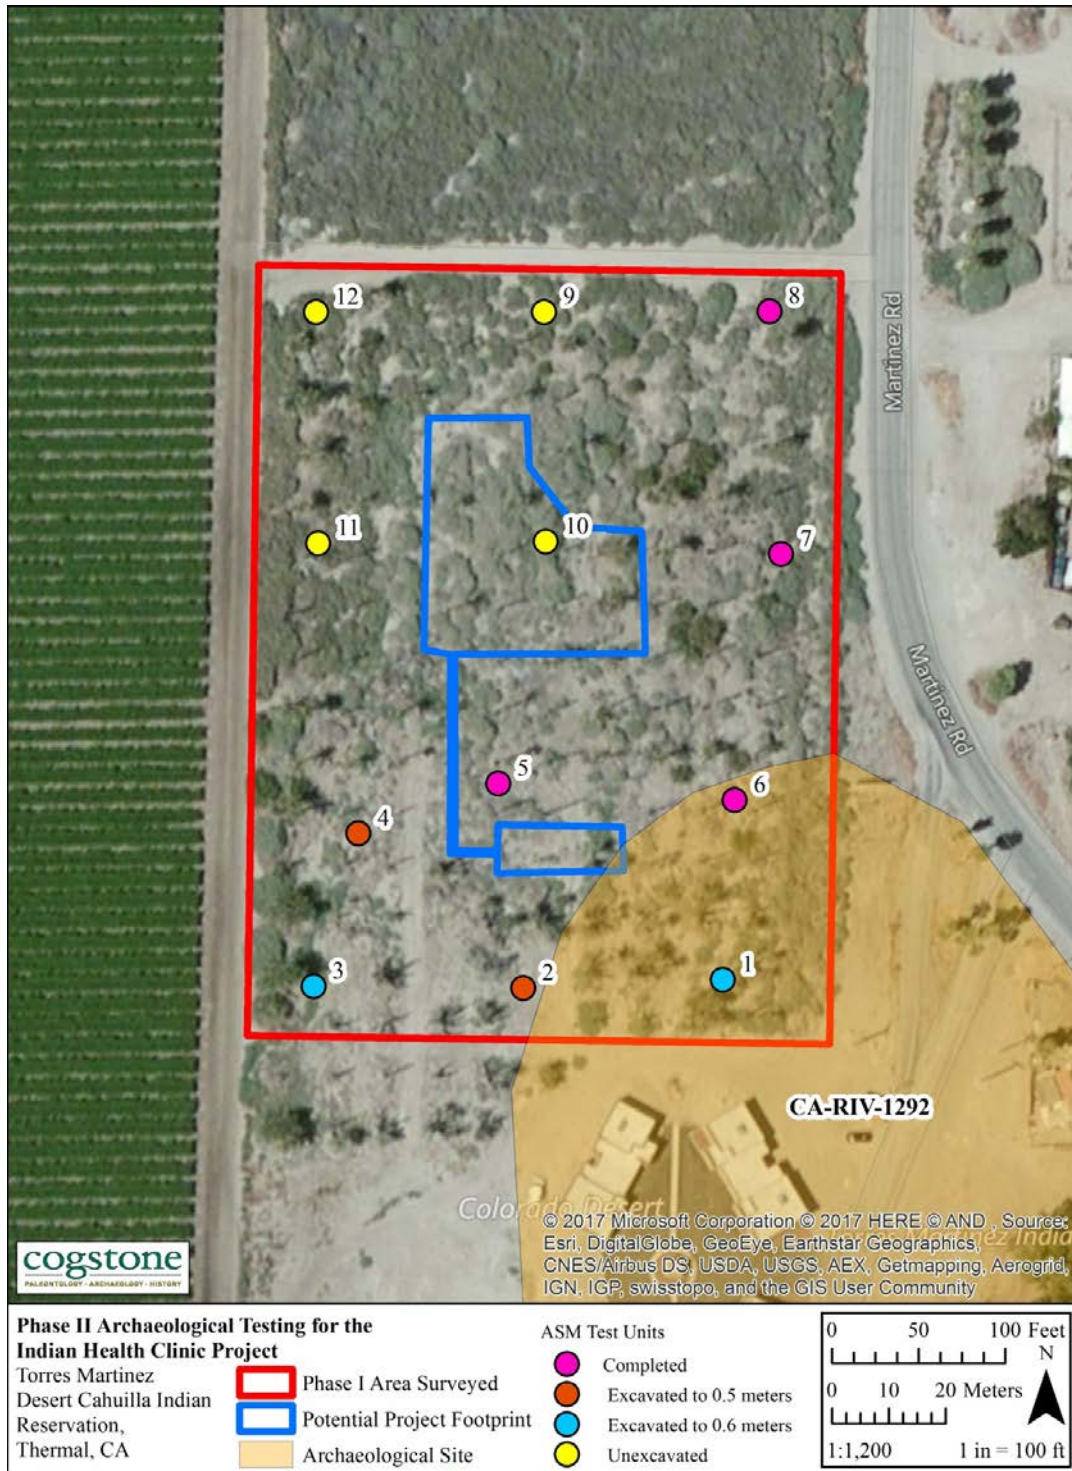 12
9
8
Martinez Rd
11
10
7
Martinez Rd
5
6
4
3
2
1
CA-RIV-1292
Colorado Desert
© 2017 Microsoft Corporation © 2017 HERE © AND , Source:
Esri, DigitalGlobe, GeoEye, Earthstar Geographics,
CNES/Airbus DS, USDA, USGS, AEX, Getmapping, Aerogrid,
IGN, IGP, swisstopo, and the GIS User Community
cogstone
PALEONTOLOGY - ARCHAEOLOGY - HISTORY
Phase II Archaeological Testing for the
Indian Health Clinic Project
Torres Martinez
Desert Cahuilla Indian
Reservation,
Thermal, CA
Phase I Area Surveyed
Potential Project Footprint
Archaeological Site
ASM Test Units
Completed
Excavated to 0.5 meters
Excavated to 0.6 meters
Unexcavated
0 50 100 Feet
N
0 10 20 Meters
1:1,200 1 in = 100 ft